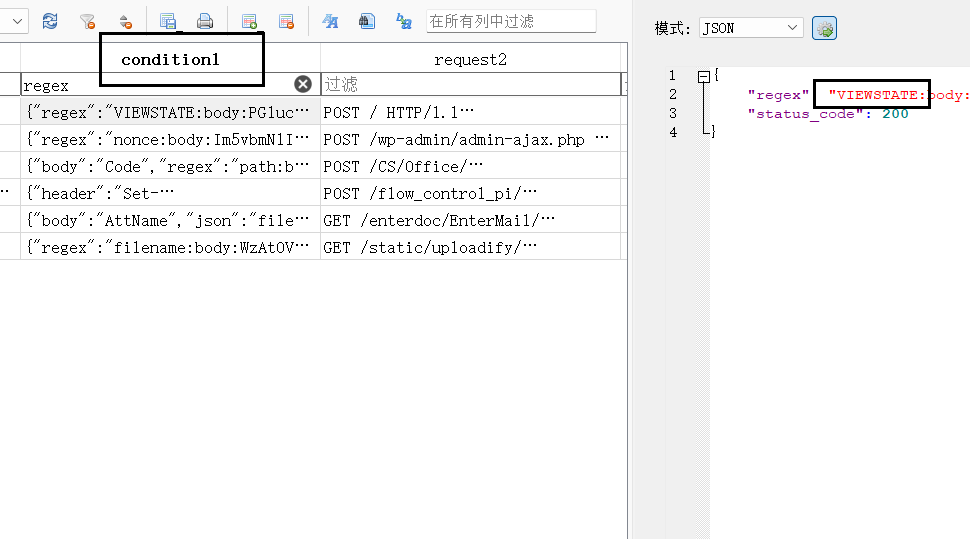 在所有列中过滤
模式: JSON
condition1 request2
regex 过滤
{"regex":"VIEWSTATE:body:PGluc… POST / HTTP/1.1…
{"regex":"nonce:body:Im5vbmNlI… POST /wp-admin/admin-ajax.php …
{"body":"Code","regex":"path:b… POST /CS/Office/…
… {"header":"Set-… POST /flow_control_pi/…
{"body":"AttName","json":"file… GET /enterdoc/EnterMail/…
{"regex":"filename:body:WzAtOV… GET /static/uploadify/…
1 {
2 "regex" "VIEWSTATE:body:
3 "status_code": 200
4 }